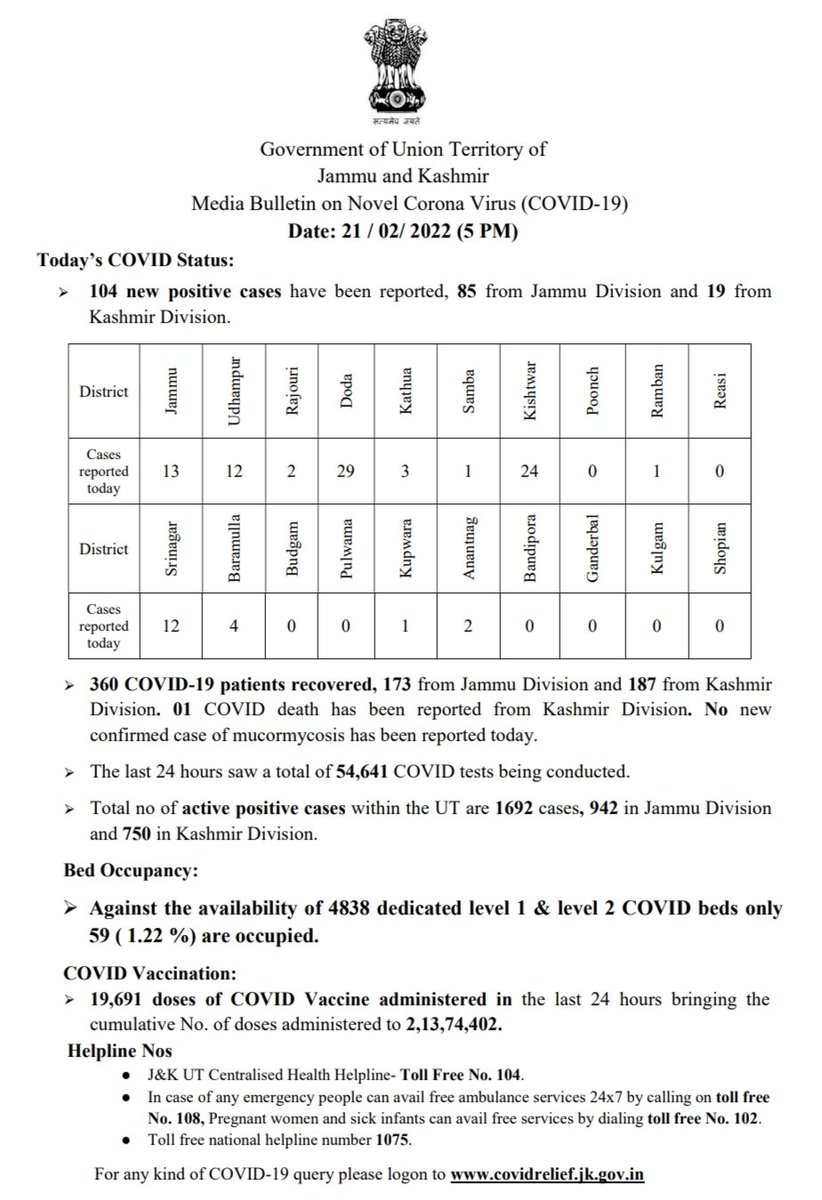 सत्यमेव जयते
Government of Union Territory of
Jammu and Kashmir
Media Bulletin on Novel Corona Virus (COVID-19)
Date: 21 / 02/ 2022 (5 PM)
Today’s COVID Status:
➢ 104 new positive cases have been reported, 85 from Jammu Division and 19 from
Kashmir Division.
District Jammu Udhampur Rajouri Doda Kathua Samba Kishtwar Poonch Ramban Reasi
Cases
reported
today
13 12 2 29 3 1 24 0 1 0
District Srinagar Baramulla Budgam Pulwama Kupwara Anantnag Bandipora Ganderbal Kulgam Shopian
Cases
reported
today
12 4 0 0 1 2 0 0 0 0
➢ 360 COVID-19 patients recovered, 173 from Jammu Division and 187 from Kashmir
Division. 01 COVID death has been reported from Kashmir Division. No new
confirmed case of mucormycosis has been reported today.
➢ The last 24 hours saw a total of 54,641 COVID tests being conducted.
➢ Total no of active positive cases within the UT are 1692 cases, 942 in Jammu Division
and 750 in Kashmir Division.
Bed Occupancy:
➢ Against the availability of 4838 dedicated level 1 & level 2 COVID beds only
59 ( 1.22 %) are occupied.
COVID Vaccination:
➢ 19,691 doses of COVID Vaccine administered in the last 24 hours bringing the
cumulative No. of doses administered to 2,13,74,402.
Helpline Nos
● J&K UT Centralised Health Helpline- Toll Free No. 104.
● In case of any emergency people can avail free ambulance services 24x7 by calling on toll free
No. 108, Pregnant women and sick infants can avail free services by dialing toll free No. 102.
● Toll free national helpline number 1075.
For any kind of COVID-19 query please logon to www.covidrelief.jk.gov.in